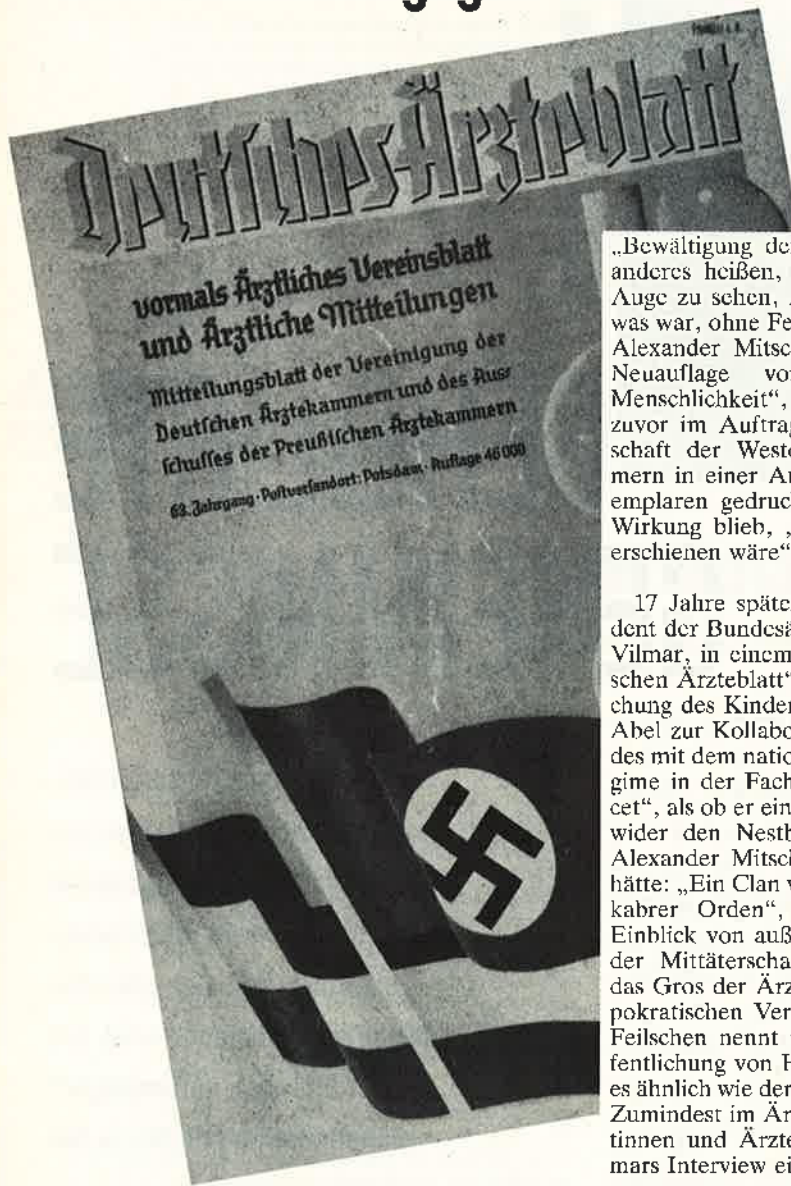 Deutsches Ärzteblatt
vormals Ärztliches Vereinsblatt
und Ärztliche Mitteilungen
Mitteilungsblatt der Vereinigung der
Deutschen Ärztekammern und des Aus-
schusses der Preußischen Ärztekammern
63. Jahrgang · Postversandort: Potsdam · Auflage 46 000
„Bewältigung de
anderes heißen,
Auge zu sehen,
was war, ohne Fe
Alexander Mitsc
Neuauflage vo
Menschlichkeit“,
zuvor im Auftrag
schaft der West
mern in einer A
emplaren gedruc
Wirkung blieb, „
erschienen wäre“
17 Jahre späte
dent der Bundesä
Vilmar, in einem
schen Ärzteblatt“
chung des Kinder
Abel zur Kollabo
des mit dem natio
gime in der Fach
cet“, als ob er ein
wider den Nestb
Alexander Mitsc
hätte: „Ein Clan v
kabrer Orden“,
Einblick von auß
der Mittäterscha
das Gros der Ärz
pokratischen Ver
Feilschen nennt
fentlichung von H
es ähnlich wie der
Zumindest im Är
tinnen und Ärzte
mars Interview ei